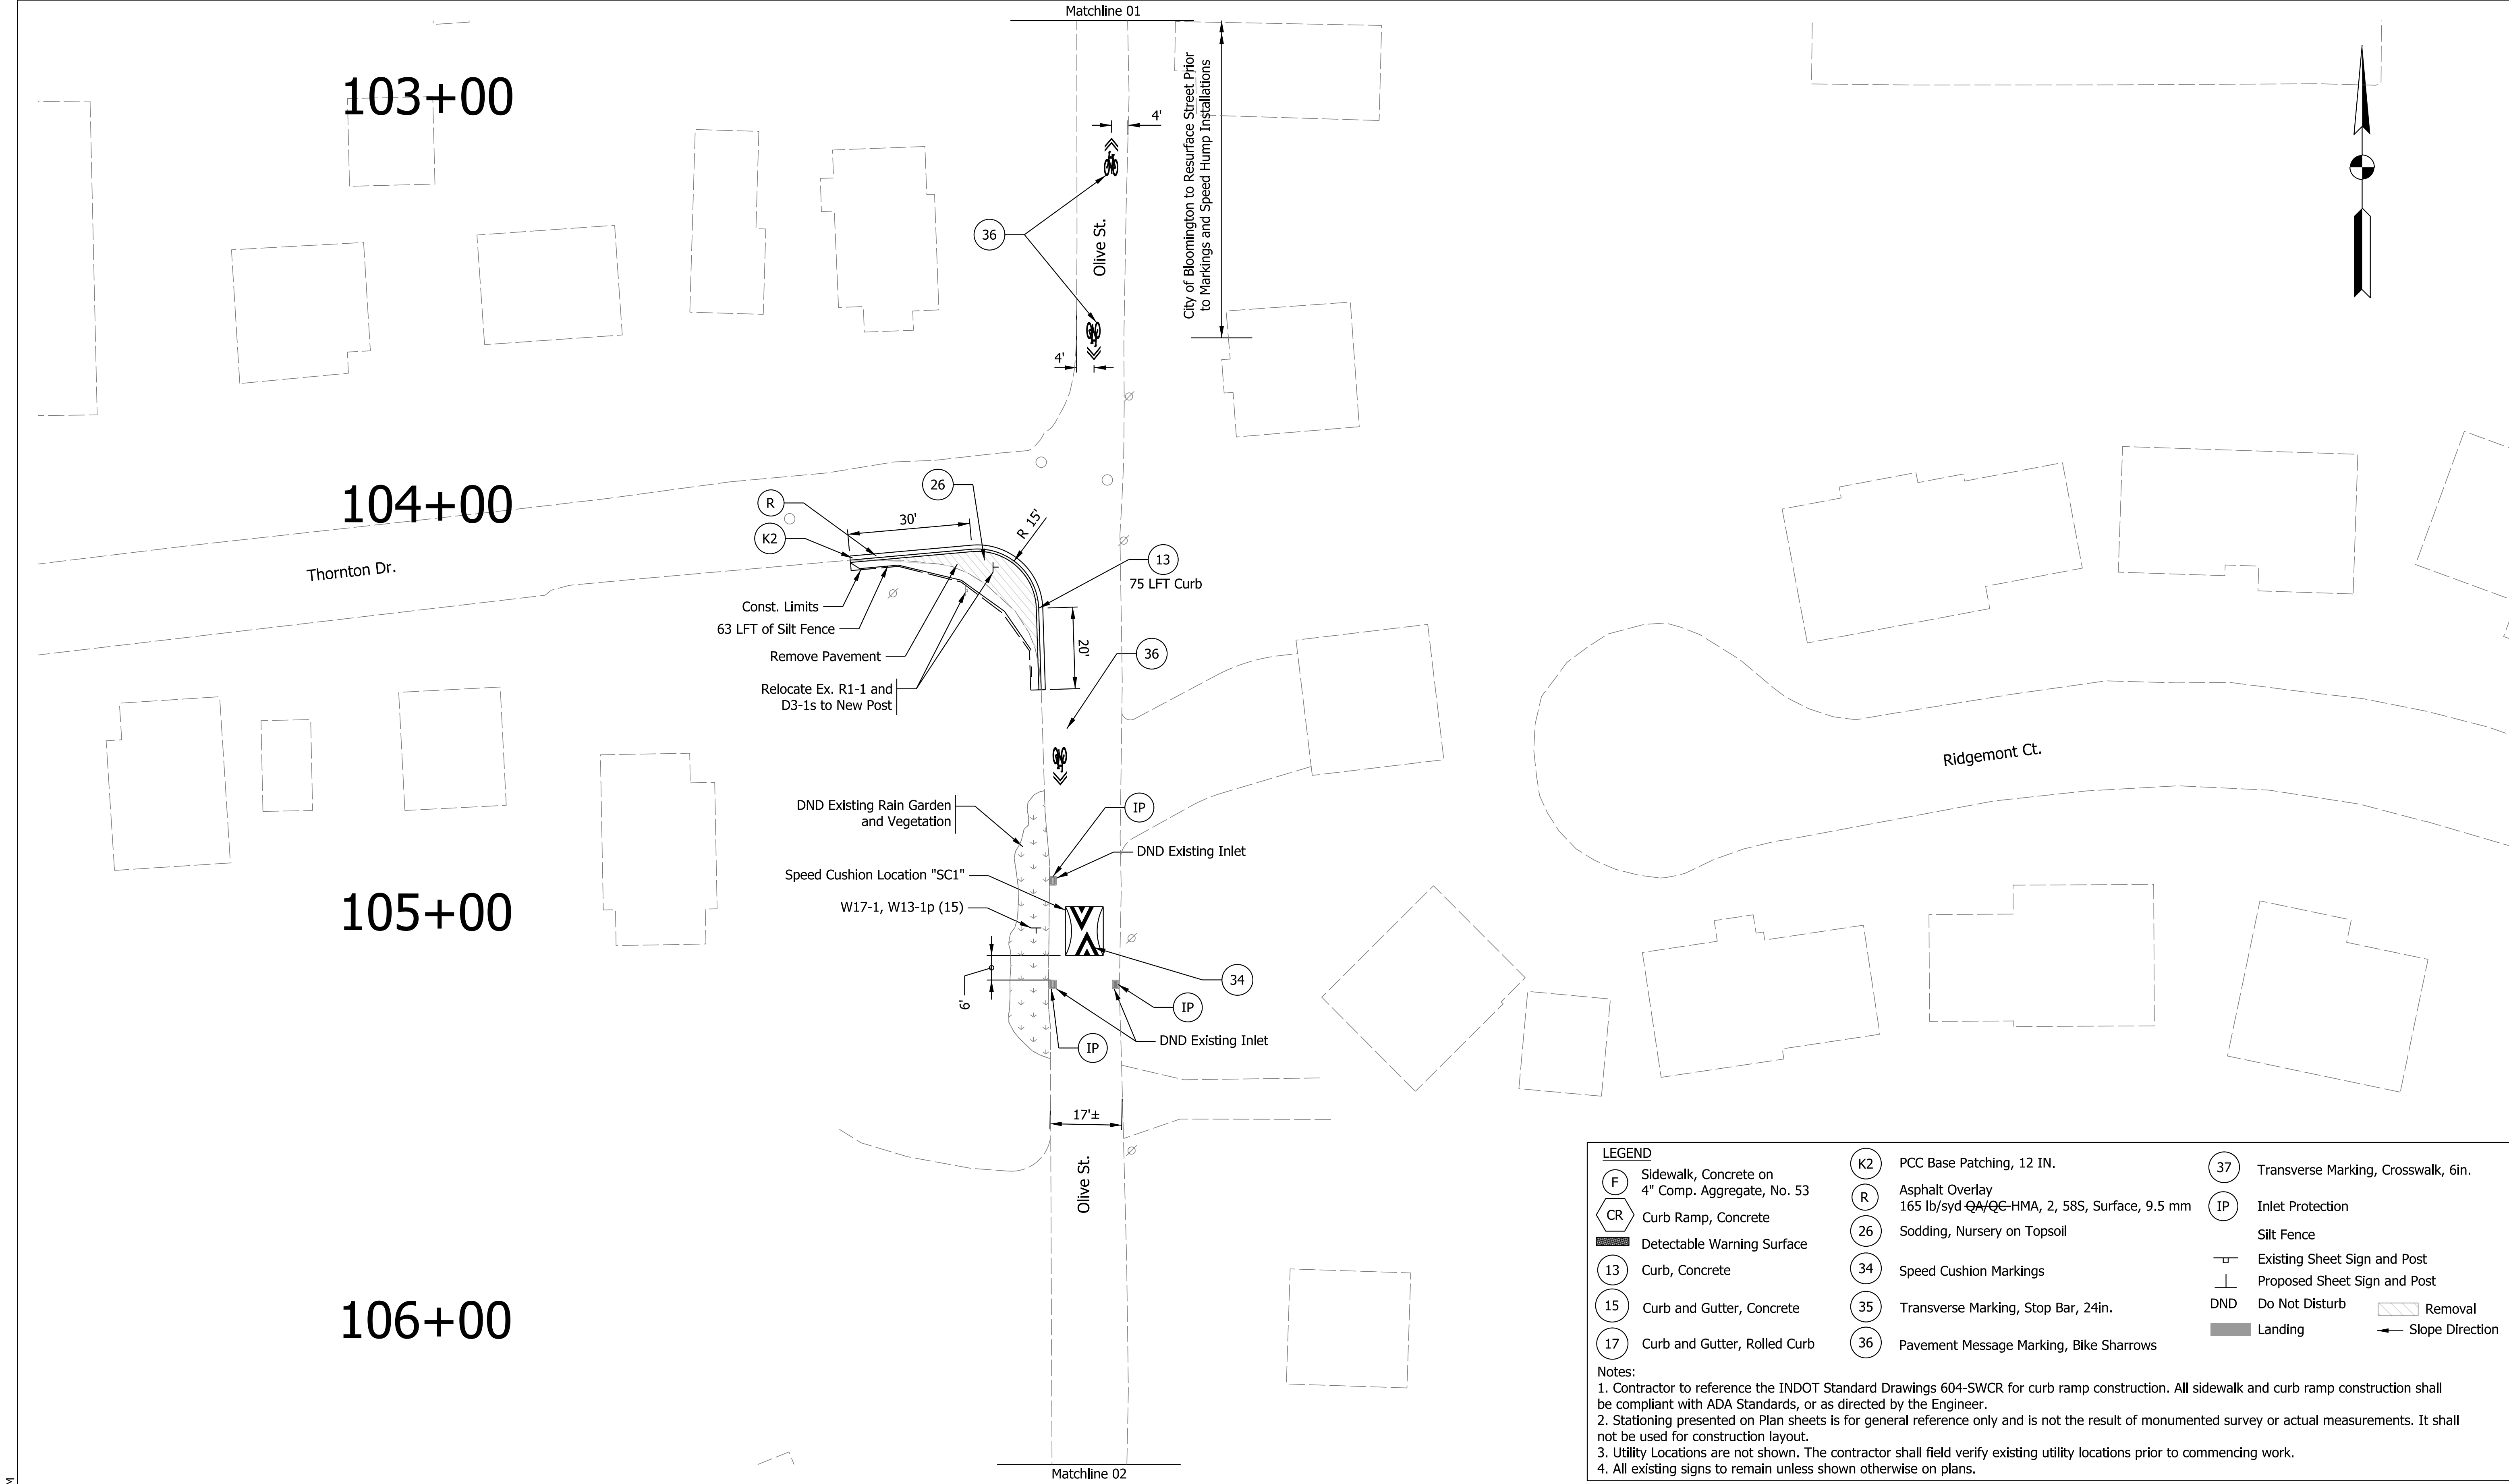 Matchline 01
103+00
City of Bloomington to Resurface Street Prior
to Markings and Speed Hump Installations
4'
36
Olive St.
4'
104+00
26
R
30'
R 15'
K2
13
75 LFT Curb
Thornton Dr.
Const. Limits
63 LFT of Silt Fence
20'
36
Remove Pavement
Relocate Ex. R1-1 and
D3-1s to New Post
Ridgemont Ct.
DND Existing Rain Garden
and Vegetation
IP
DND Existing Inlet
Speed Cushion Location "SC1"
W17-1, W13-1p (15)
105+00
34
6'
IP
DND Existing Inlet
IP
17'±
Olive St.
106+00
Matchline 02
LEGEND
F Sidewalk, Concrete on
4" Comp. Aggregate, No. 53
CR Curb Ramp, Concrete
Detectable Warning Surface
13 Curb, Concrete
15 Curb and Gutter, Concrete
17 Curb and Gutter, Rolled Curb
K2 PCC Base Patching, 12 IN.
R Asphalt Overlay
165 lb/syd QA/QC-HMA, 2, 58S, Surface, 9.5 mm
26 Sodding, Nursery on Topsoil
34 Speed Cushion Markings
35 Transverse Marking, Stop Bar, 24in.
36 Pavement Message Marking, Bike Sharrows
37 Transverse Marking, Crosswalk, 6in.
IP Inlet Protection
Silt Fence
Existing Sheet Sign and Post
Proposed Sheet Sign and Post
DND Do Not Disturb
Removal
Landing
Slope Direction
Notes:
1. Contractor to reference the INDOT Standard Drawings 604-SWCR for curb ramp construction. All sidewalk and curb ramp construction shall
be compliant with ADA Standards, or as directed by the Engineer.
2. Stationing presented on Plan sheets is for general reference only and is not the result of monumented survey or actual measurements. It shall
not be used for construction layout.
3. Utility Locations are not shown. The contractor shall field verify existing utility locations prior to commencing work.
4. All existing signs to remain unless shown otherwise on plans.
M